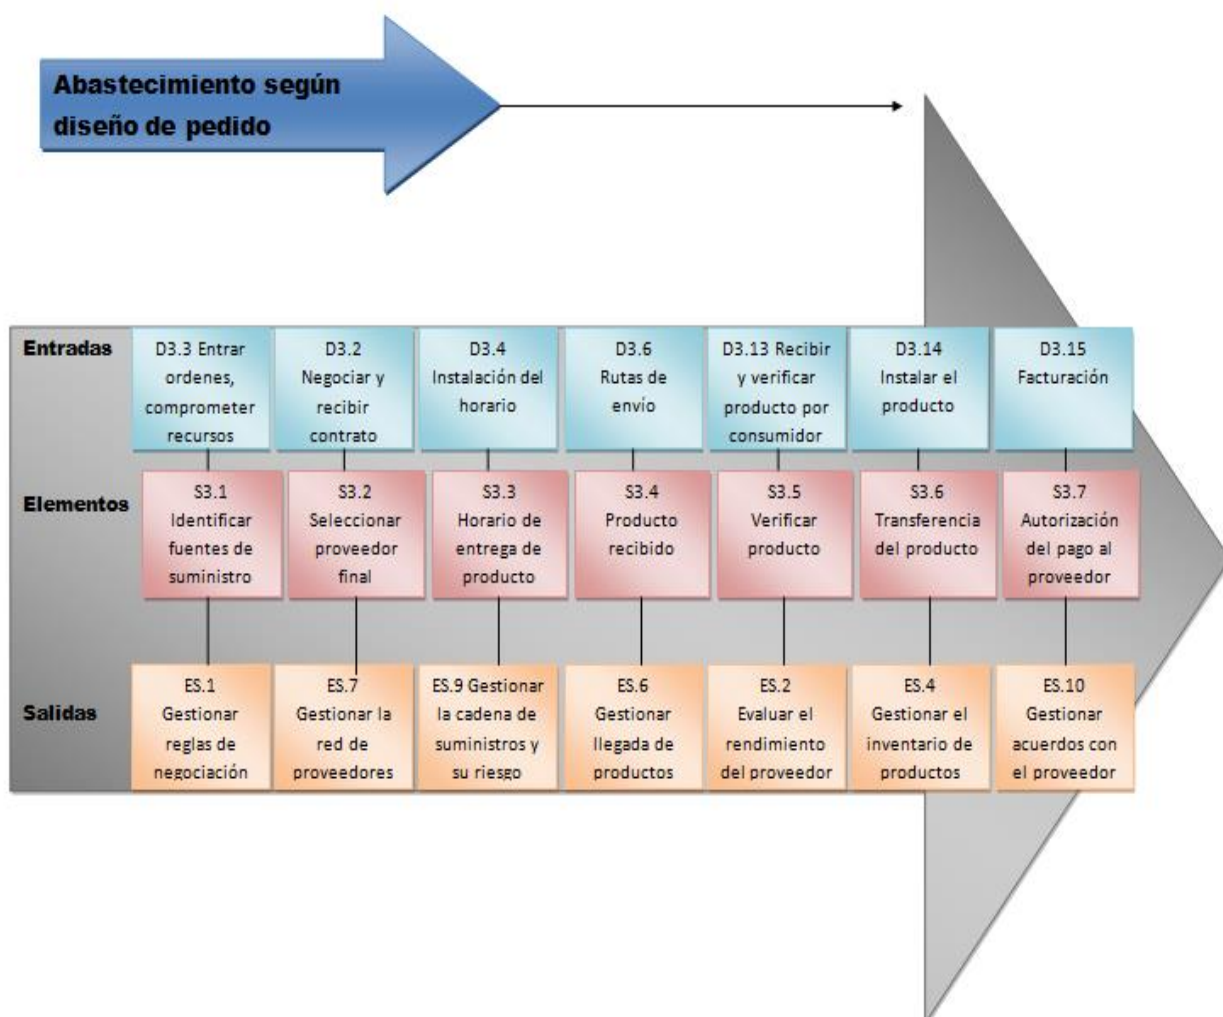 Abastecimiento según
diseño de pedido
Entradas
D3.3 Entrar
ordenes,
comprometer
recursos
D3.2
Negociar y
recibir
contrato
D3.4
Instalación del
horario
D3.6
Rutas de
envío
D3.13 Recibir
y verificar
producto por
consumidor
D3.14
Instalar el
producto
D3.15
Facturación
Elementos
S3.1
Identificar
fuentes de
suministro
S3.2
Seleccionar
proveedor
final
S3.3
Horario de
entrega de
producto
S3.4
Producto
recibido
S3.5
Verificar
producto
S3.6
Transferencia
del producto
S3.7
Autorización
del pago al
proveedor
Salidas
ES.1
Gestionar
reglas de
negociación
ES.7
Gestionar la
red de
proveedores
ES.9 Gestionar
la cadena de
suministros y
su riesgo
ES.6
Gestionar
llegada de
productos
ES.2
Evaluar el
rendimiento
del proveedor
ES.4
Gestionar el
inventario de
productos
ES.10
Gestionar
acuerdos con
el proveedor